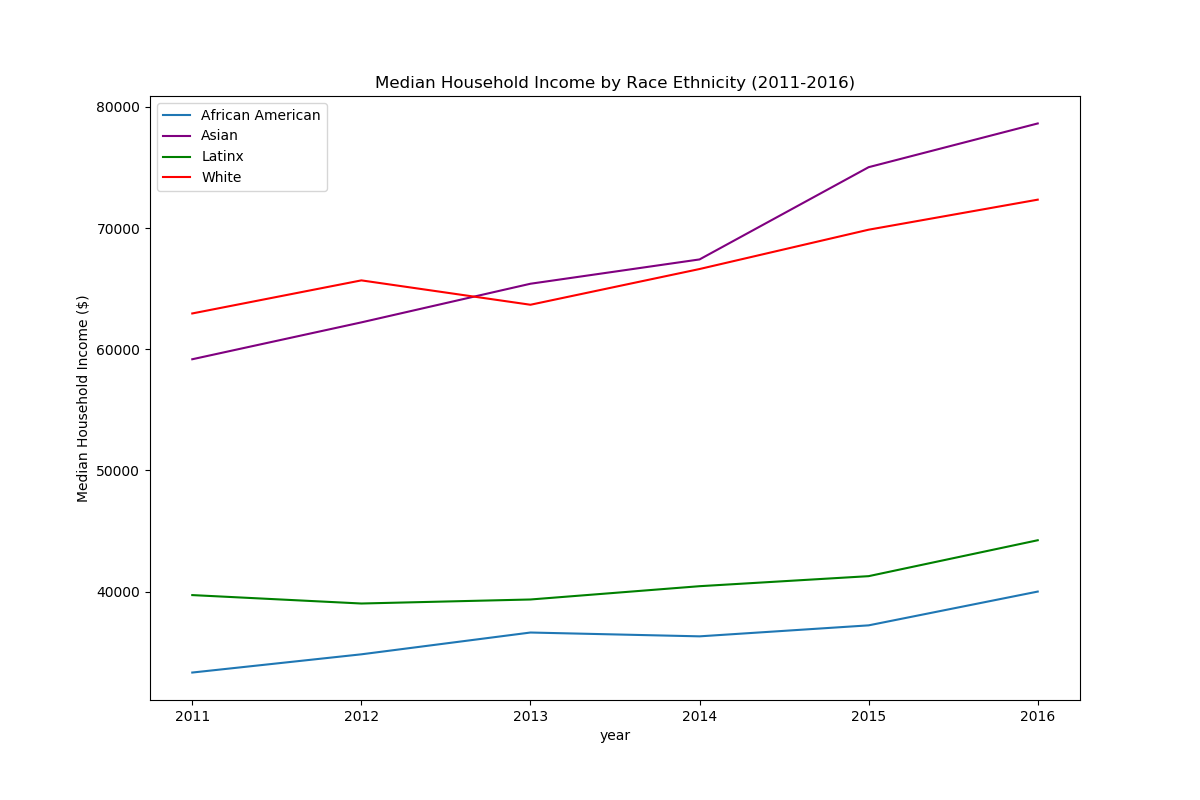 Median Household Income by Race Ethnicity (2011-2016)
African American
Asian
Latinx
White
Median Household Income ($)
80000
70000
60000
50000
40000
2011 2012 2013 2014 2015 2016
year